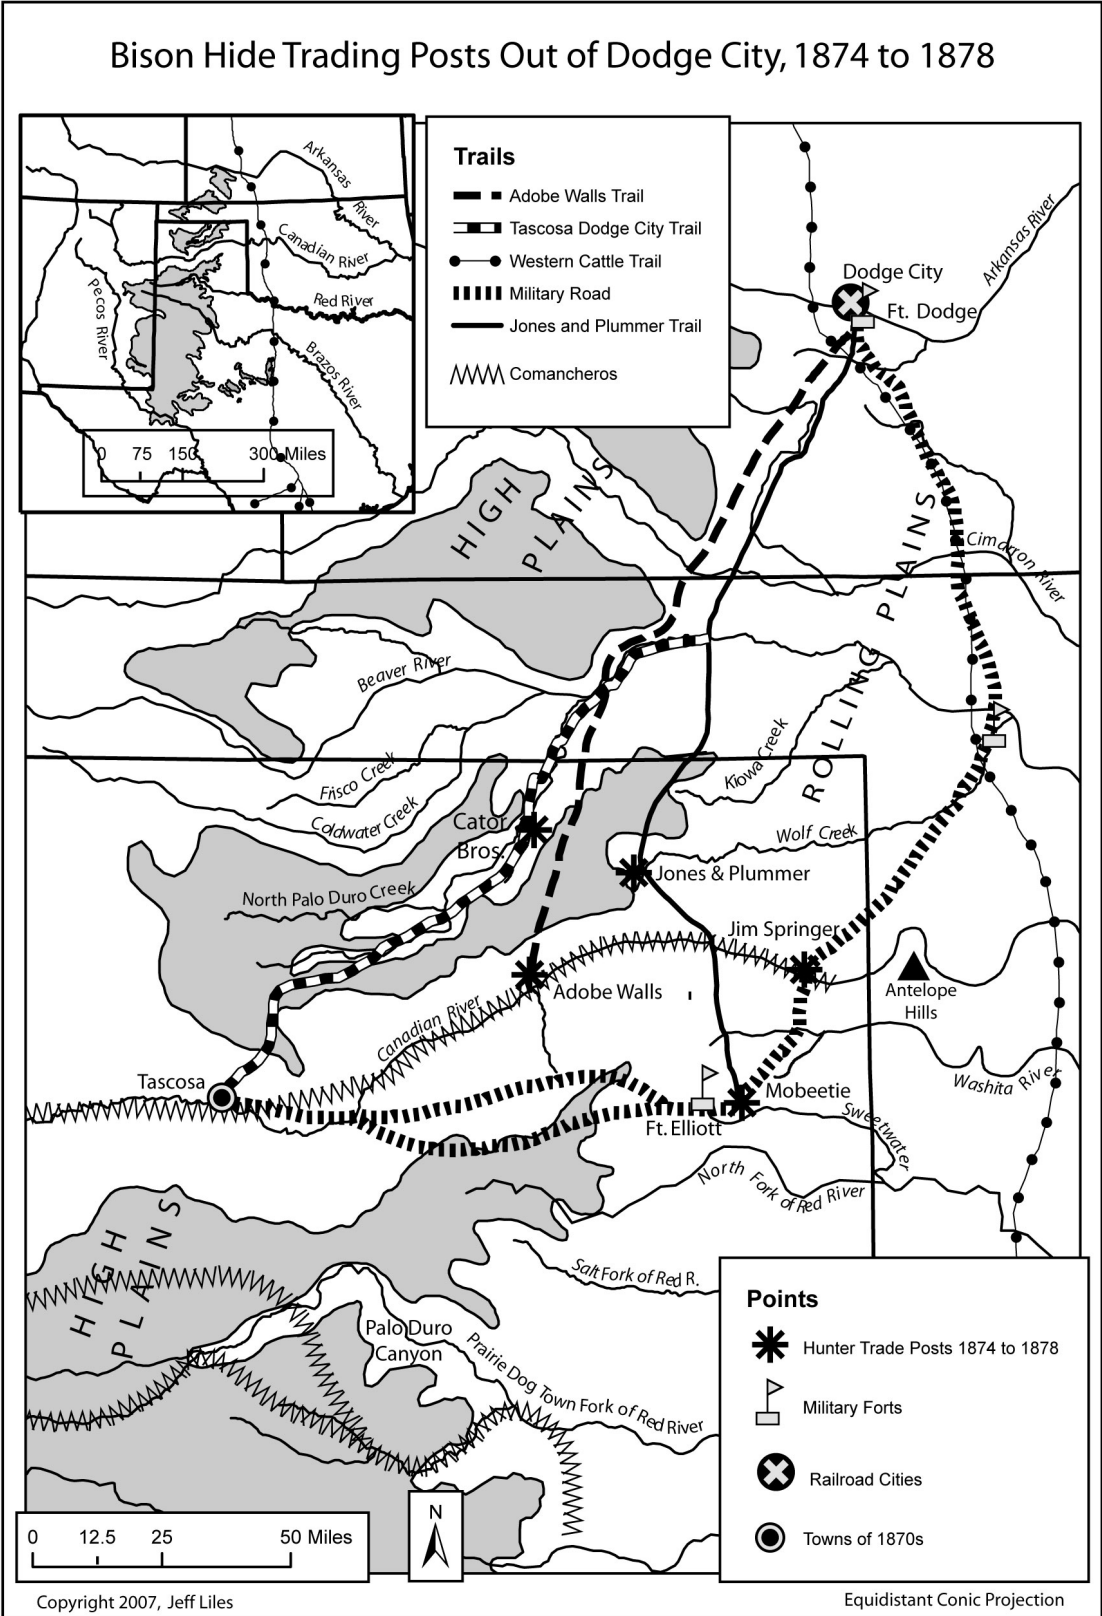 Bison Hide Trading Posts Out of Dodge City, 1874 to 1878
Arkansas
River
Canadian River
Pecos River
Red River
Brazos River
0 75 150 300 Miles
Trails
Adobe Walls Trail
Tascosa Dodge City Trail
Western Cattle Trail
Military Road
Jones and Plummer Trail
Comancheros
Arkansas River
Dodge City
Ft. Dodge
HIGH
PLAINS
ROLLING PLAINS
Cimarron River
Beaver River
Kiowa Creek
Frisco Creek
Coldwater Creek
Cator
Bros.
Wolf Creek
Jones & Plummer
North Palo Duro Creek
Jim Springer
Adobe Walls
Antelope
Hills
Canadian River
Tascosa
Mobeetie
Washita River
Ft. Elliott
Sweetwater
North Fork of Red River
HIGH
PLAINS
Salt Fork of Red R.
Palo Duro
Canyon
Prairie Dog Town Fork of Red River
Points
Hunter Trade Posts 1874 to 1878
Military Forts
Railroad Cities
Towns of 1870s
N
0 12.5 25 50 Miles
Copyright 2007, Jeff Liles
Equidistant Conic Projection